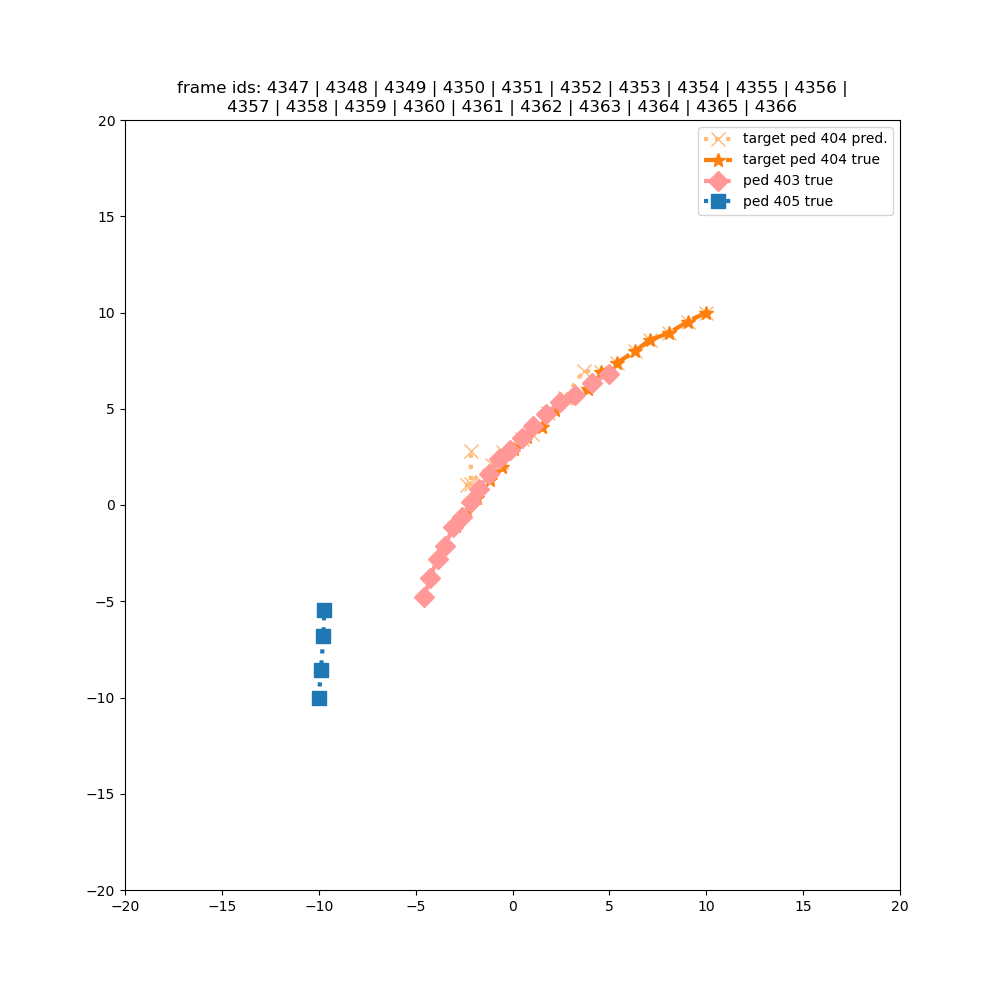 frame ids: 4347 | 4348 | 4349 | 4350 | 4351 | 4352 | 4353 | 4354 | 4355 | 4356 |
4357 | 4358 | 4359 | 4360 | 4361 | 4362 | 4363 | 4364 | 4365 | 4366
target ped 404 pred.
target ped 404 true
ped 403 true
ped 405 true
20
15
10
5
0
−5
−10
−15
−20
−20 −15 −10 −5 0 5 10 15 20